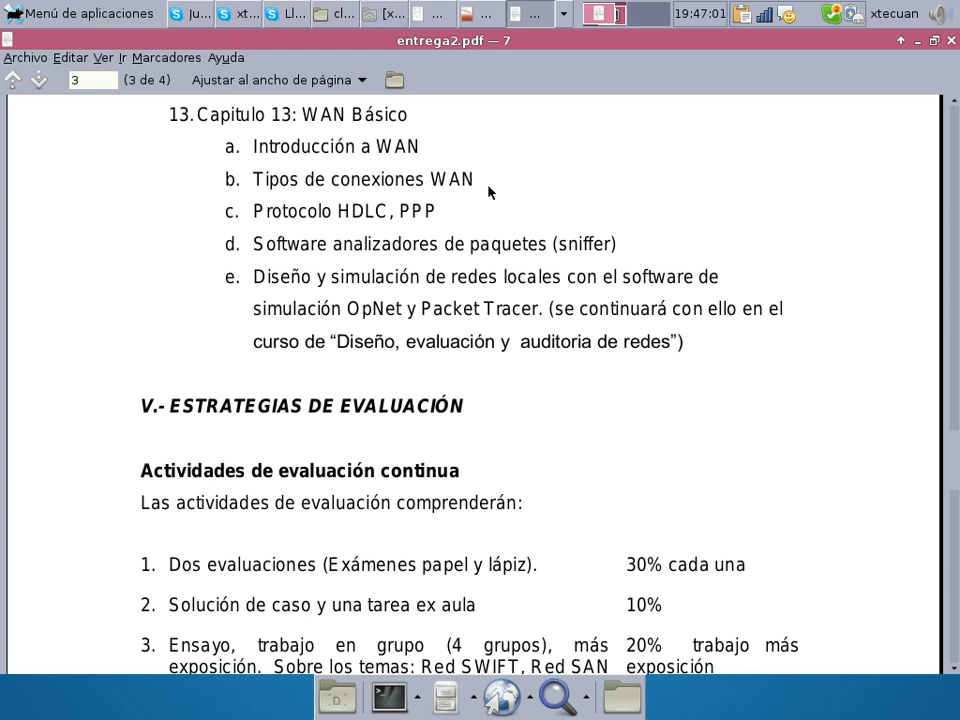 Menú de aplicaciones
Ju...
xt...
Ll...
cl...
[x...
...
...
...
19:47:01
xtecuan
entrega2.pdf — 7
Archivo Editar Ver Ir Marcadores Ayuda
3 (3 de 4) Ajustar al ancho de página
13. Capitulo 13: WAN Básico
a. Introducción a WAN
b. Tipos de conexiones WAN
c. Protocolo HDLC, PPP
d. Software analizadores de paquetes (sniffer)
e. Diseño y simulación de redes locales con el software de
simulación OpNet y Packet Tracer. (se continuará con ello en el
curso de “Diseño, evaluación y auditoria de redes”)
V.- ESTRATEGIAS DE EVALUACIÓN
Actividades de evaluación continua
Las actividades de evaluación comprenderán:
1. Dos evaluaciones (Exámenes papel y lápiz). 30% cada una
2. Solución de caso y una tarea ex aula 10%
3. Ensayo, trabajo en grupo (4 grupos), más 20% trabajo más
exposición. Sobre los temas: Red SWIFT, Red SAN exposición